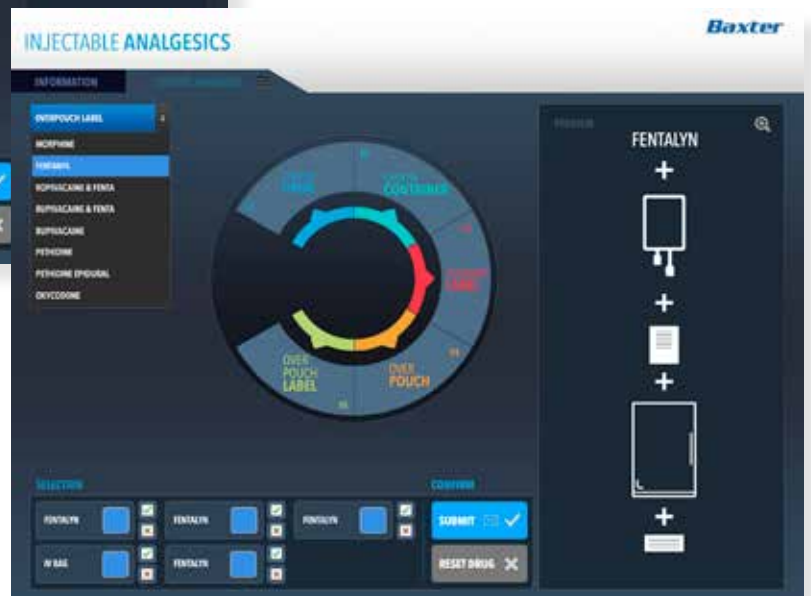 Baxter
INJECTABLE ANALGESICS
INFORMATION
OVERPOUCH LABEL
MORPHINE
FENTANYL
ROPIVACAINE & FENTA
BUPIVACAINE & FENTA
BUPIVACAINE
PETHIDINE
PETHIDINE EPIDURAL
OXYCODONE
CONTAINER
LABEL
OVER
POUCH
OVER
POUCH
LABEL
PREVIEW
FENTALYN
+
+
+
+
SELECTION
FENTALYN
FENTALYN
FENTALYN
IV BAG
FENTALYN
CONFIRM
SUBMIT
RESET DRUG